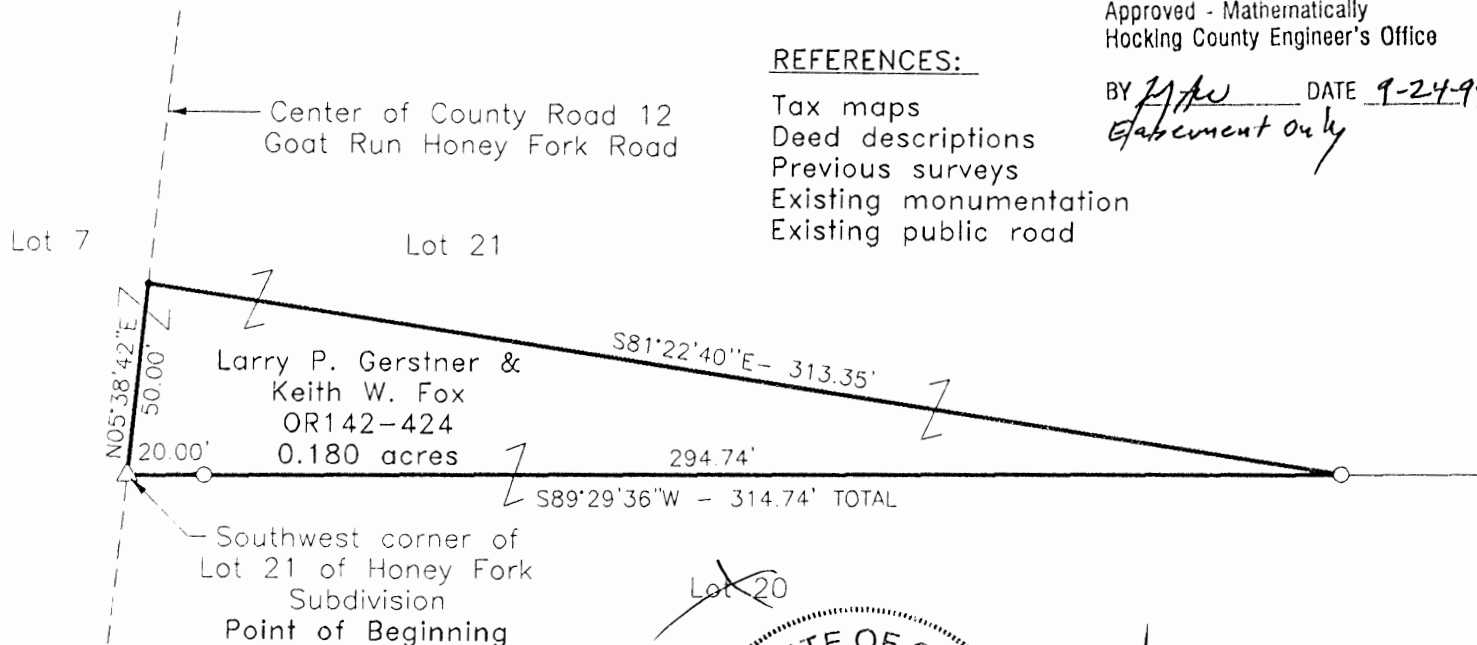 Approved - Mathematically
Hocking County Engineer's Office
BY DATE 9-24-9
Easement only
REFERENCES:
Tax maps
Deed descriptions
Previous surveys
Existing monumentation
Existing public road
Center of County Road 12
Goat Run Honey Fork Road
Lot 7
Lot 21
N05°38'42"E
50.00'
S81°22'40"E- 313.35'
Larry P. Gerstner &
Keith W. Fox
OR142-424
0.180 acres
20.00'
294.74'
S89°29'36"W - 314.74' TOTAL
Southwest corner of
Lot 21 of Honey Fork
Subdivision
Point of Beginning
Lot 20
TE OF